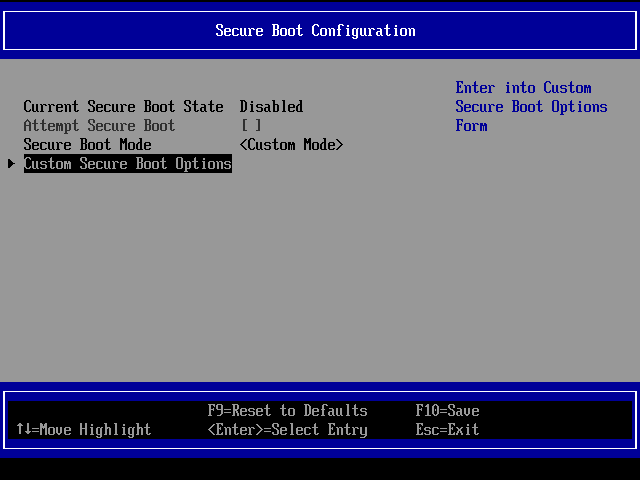 Secure Boot Configuration
Current Secure Boot State  Disabled
Attempt Secure Boot  [ ]
Secure Boot Mode  <Custom Mode>
Custom Secure Boot Options
Enter into Custom
Secure Boot Options
Form
F9=Reset to Defaults  F10=Save
↑↓=Move Highlight  <Enter>=Select Entry  Esc=Exit